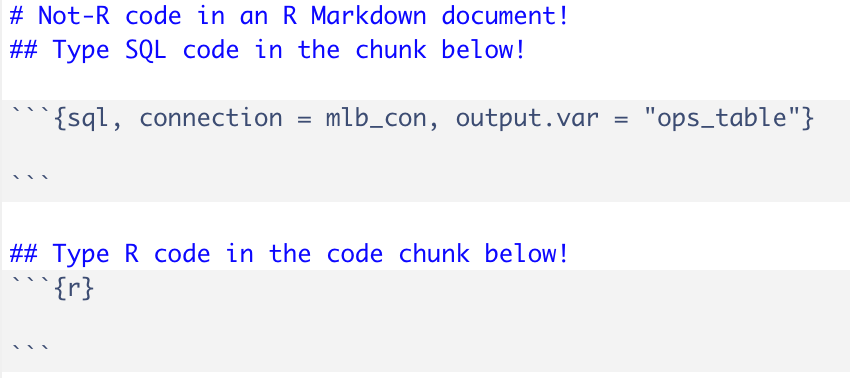 # Not-R code in an R Markdown document!
## Type SQL code in the chunk below!
```{sql, connection = mlb_con, output.var = "ops_table"}
```
## Type R code in the code chunk below!
```{r}
```